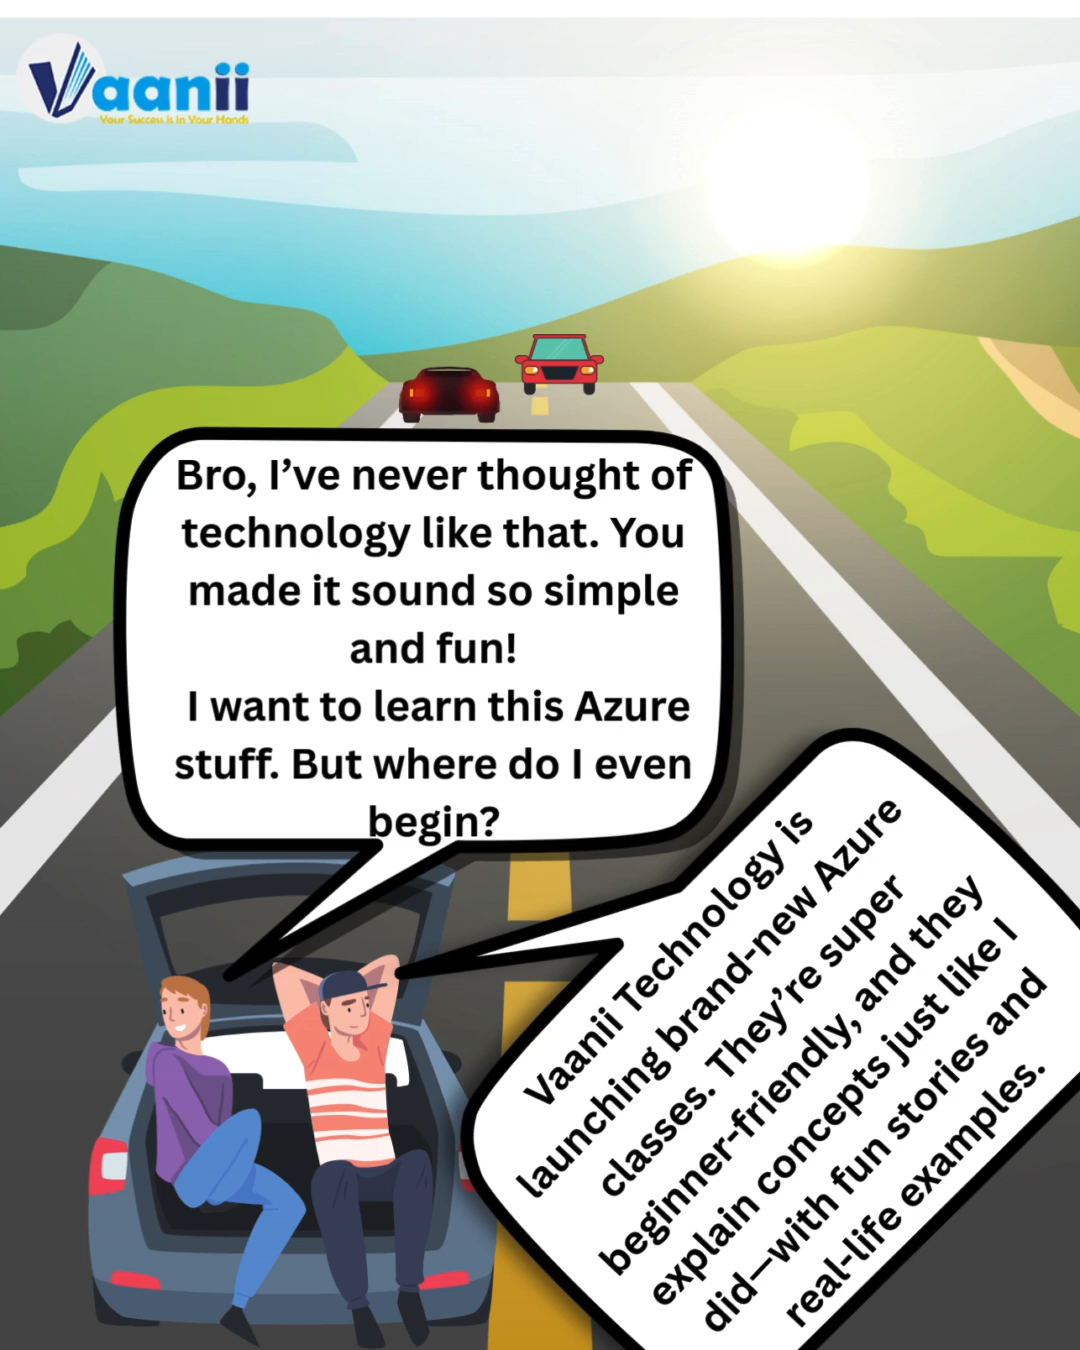 Vaanii
Your Success is in Your Hands
Bro, I’ve never thought of
technology like that. You
made it sound so simple
and fun!
I want to learn this Azure
stuff. But where do I even
begin?
Vaanii Technology is
launching brand-new Azure
classes. They’re super
beginner-friendly, and they
explain concepts just like I
did—with fun stories and
real-life examples.